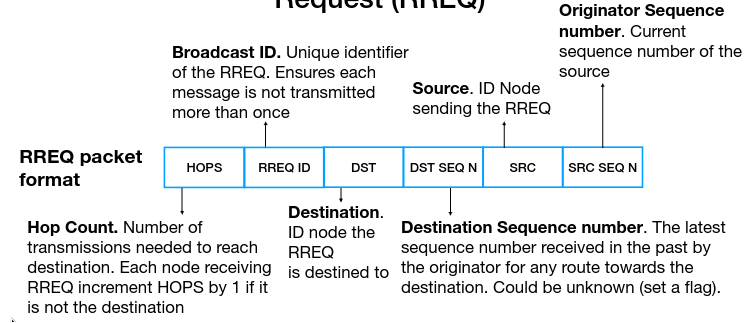 Request (RREQ)
Originator Sequence
number. Current
sequence number of the
source
Broadcast ID. Unique identifier
of the RREQ. Ensures each
message is not transmitted
more than once
Source. ID Node
sending the RREQ
RREQ packet
format
HOPS
RREQ ID
DST
DST SEQ N
SRC
SRC SEQ N
Hop Count. Number of
transmissions needed to reach
destination. Each node receiving
RREQ increment HOPS by 1 if it
is not the destination
Destination.
ID node the
RREQ
is destined to
Destination Sequence number. The latest
sequence number received in the past by
the originator for any route towards the
destination. Could be unknown (set a flag).